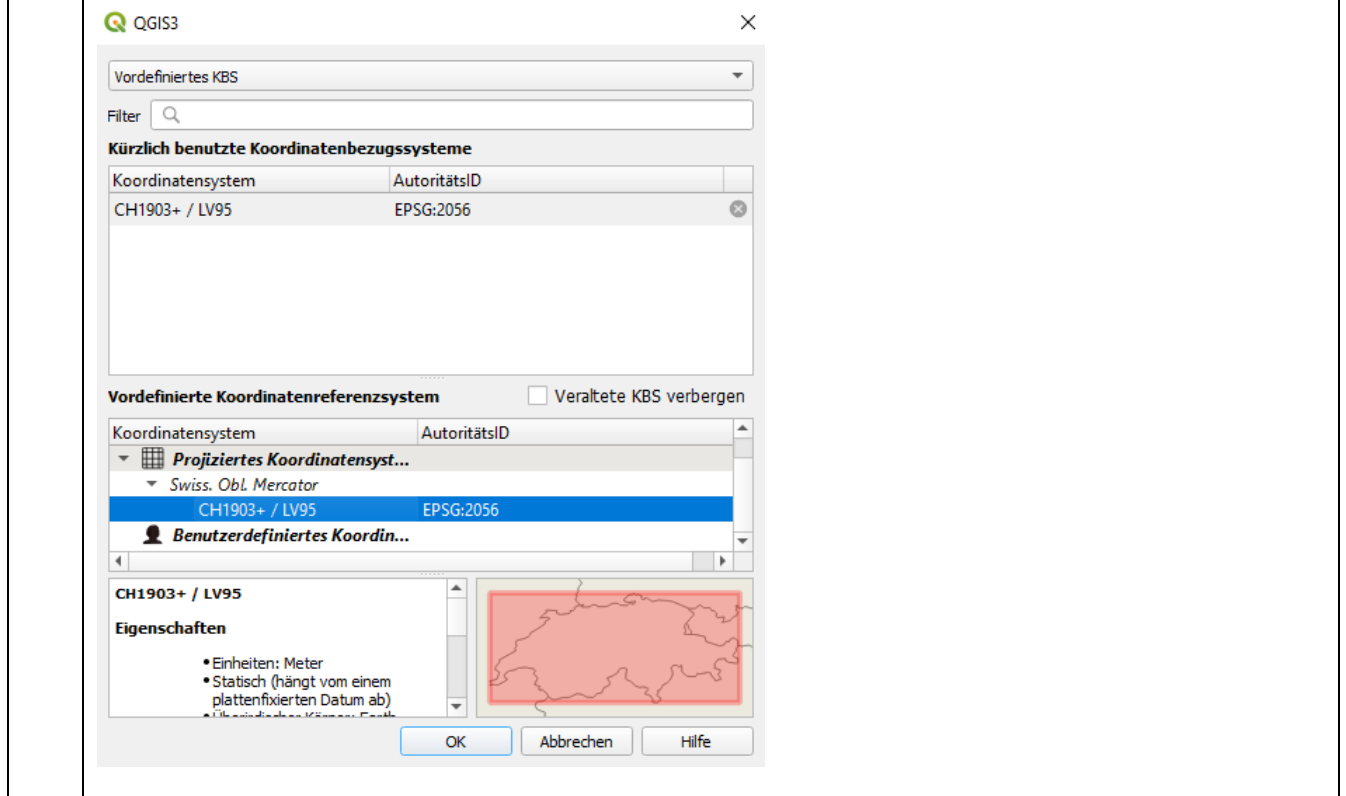 QGIS3
Vordefiniertes KBS
Filter
Kürzlich benutzte Koordinatenbezugssysteme
Koordinatensystem AutoritätsID
CH1903+ / LV95 EPSG:2056
Vordefinierte Koordinatenreferenzsystem Veraltete KBS verbergen
Koordinatensystem AutoritätsID
Projiziertes Koordinatensyst...
Swiss. Obl. Mercator
CH1903+ / LV95 EPSG:2056
Benutzerdefiniertes Koordin...
CH1903+ / LV95
Eigenschaften
• Einheiten: Meter
• Statisch (hängt vom einem
plattenfixierten Datum ab)
OK Abbrechen Hilfe